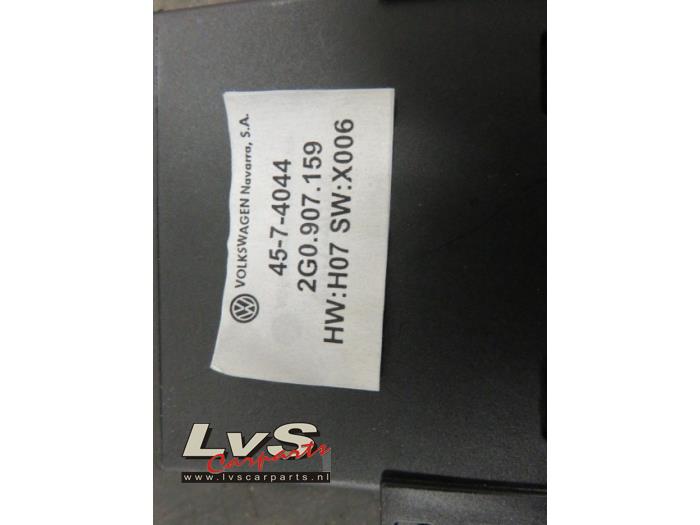 VOLKSWAGEN Navarra, S.A.
45-7-4044
2G0.907.159
HW:H07 SW:X006
LvS
Carparts
www.lvscarparts.nl